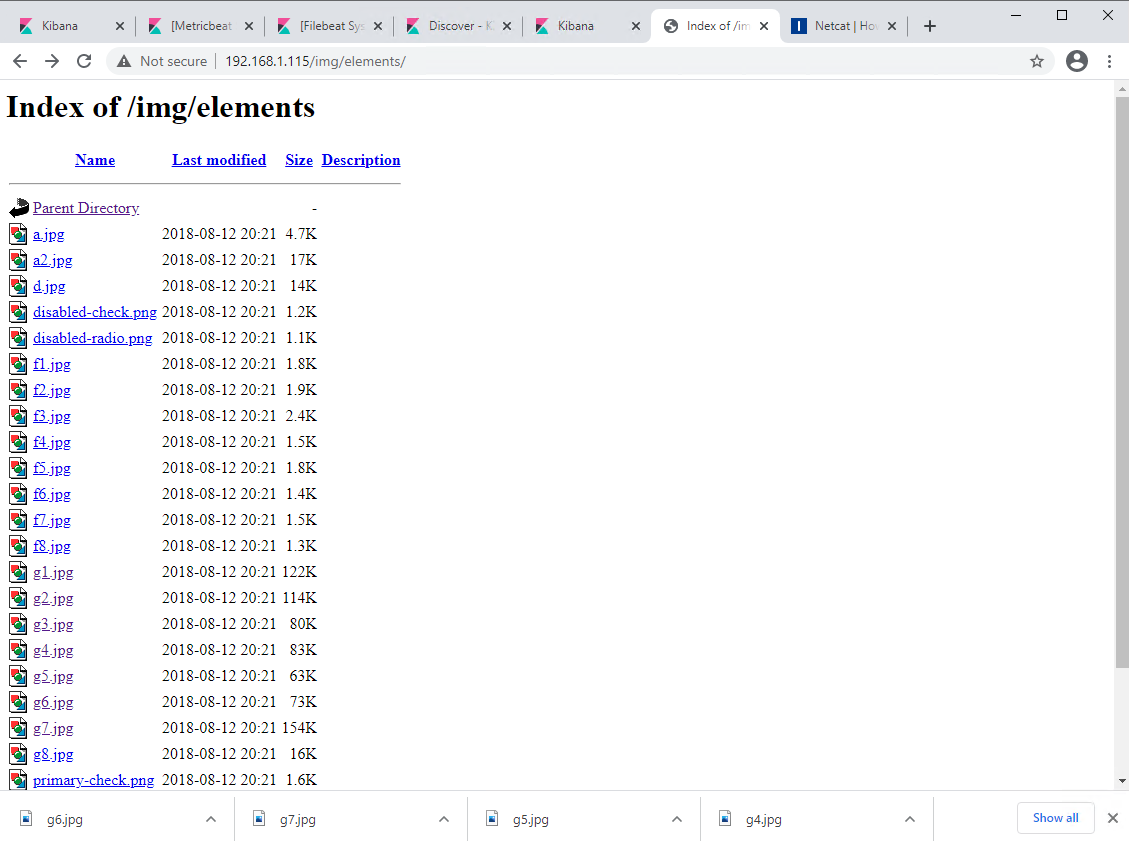 Kibana
[Metricbeat
[Filebeat Sys
Discover - K
Kibana
Index of /im
Netcat | How
Not secure
192.168.1.115/img/elements/
Index of /img/elements
Name Last modified Size Description
Parent Directory -
a.jpg 2018-08-12 20:21 4.7K
a2.jpg 2018-08-12 20:21 17K
d.jpg 2018-08-12 20:21 14K
disabled-check.png 2018-08-12 20:21 1.2K
disabled-radio.png 2018-08-12 20:21 1.1K
f1.jpg 2018-08-12 20:21 1.8K
f2.jpg 2018-08-12 20:21 1.9K
f3.jpg 2018-08-12 20:21 2.4K
f4.jpg 2018-08-12 20:21 1.5K
f5.jpg 2018-08-12 20:21 1.8K
f6.jpg 2018-08-12 20:21 1.4K
f7.jpg 2018-08-12 20:21 1.5K
f8.jpg 2018-08-12 20:21 1.3K
g1.jpg 2018-08-12 20:21 122K
g2.jpg 2018-08-12 20:21 114K
g3.jpg 2018-08-12 20:21 80K
g4.jpg 2018-08-12 20:21 83K
g5.jpg 2018-08-12 20:21 63K
g6.jpg 2018-08-12 20:21 73K
g7.jpg 2018-08-12 20:21 154K
g8.jpg 2018-08-12 20:21 16K
primary-check.png 2018-08-12 20:21 1.6K
g6.jpg
g7.jpg
g5.jpg
g4.jpg
Show all